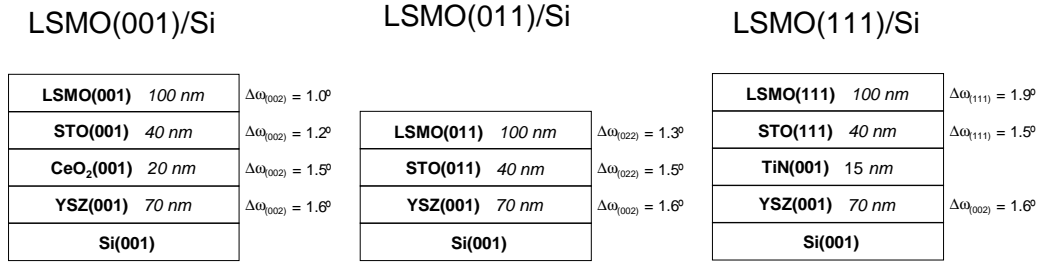 LSMO(001)/Si
LSMO(001) 100 nm Δω(002) = 1.0º
STO(001) 40 nm Δω(002) = 1.2º
CeO2(001) 20 nm Δω(002) = 1.5º
YSZ(001) 70 nm Δω(002) = 1.6º
Si(001)
LSMO(011)/Si
LSMO(011) 100 nm Δω(022) = 1.3º
STO(011) 40 nm Δω(022) = 1.5º
YSZ(001) 70 nm Δω(002) = 1.6º
Si(001)
LSMO(111)/Si
LSMO(111) 100 nm Δω(111) = 1.9º
STO(111) 40 nm Δω(111) = 1.5º
TiN(001) 15 nm
YSZ(001) 70 nm Δω(002) = 1.6º
Si(001)